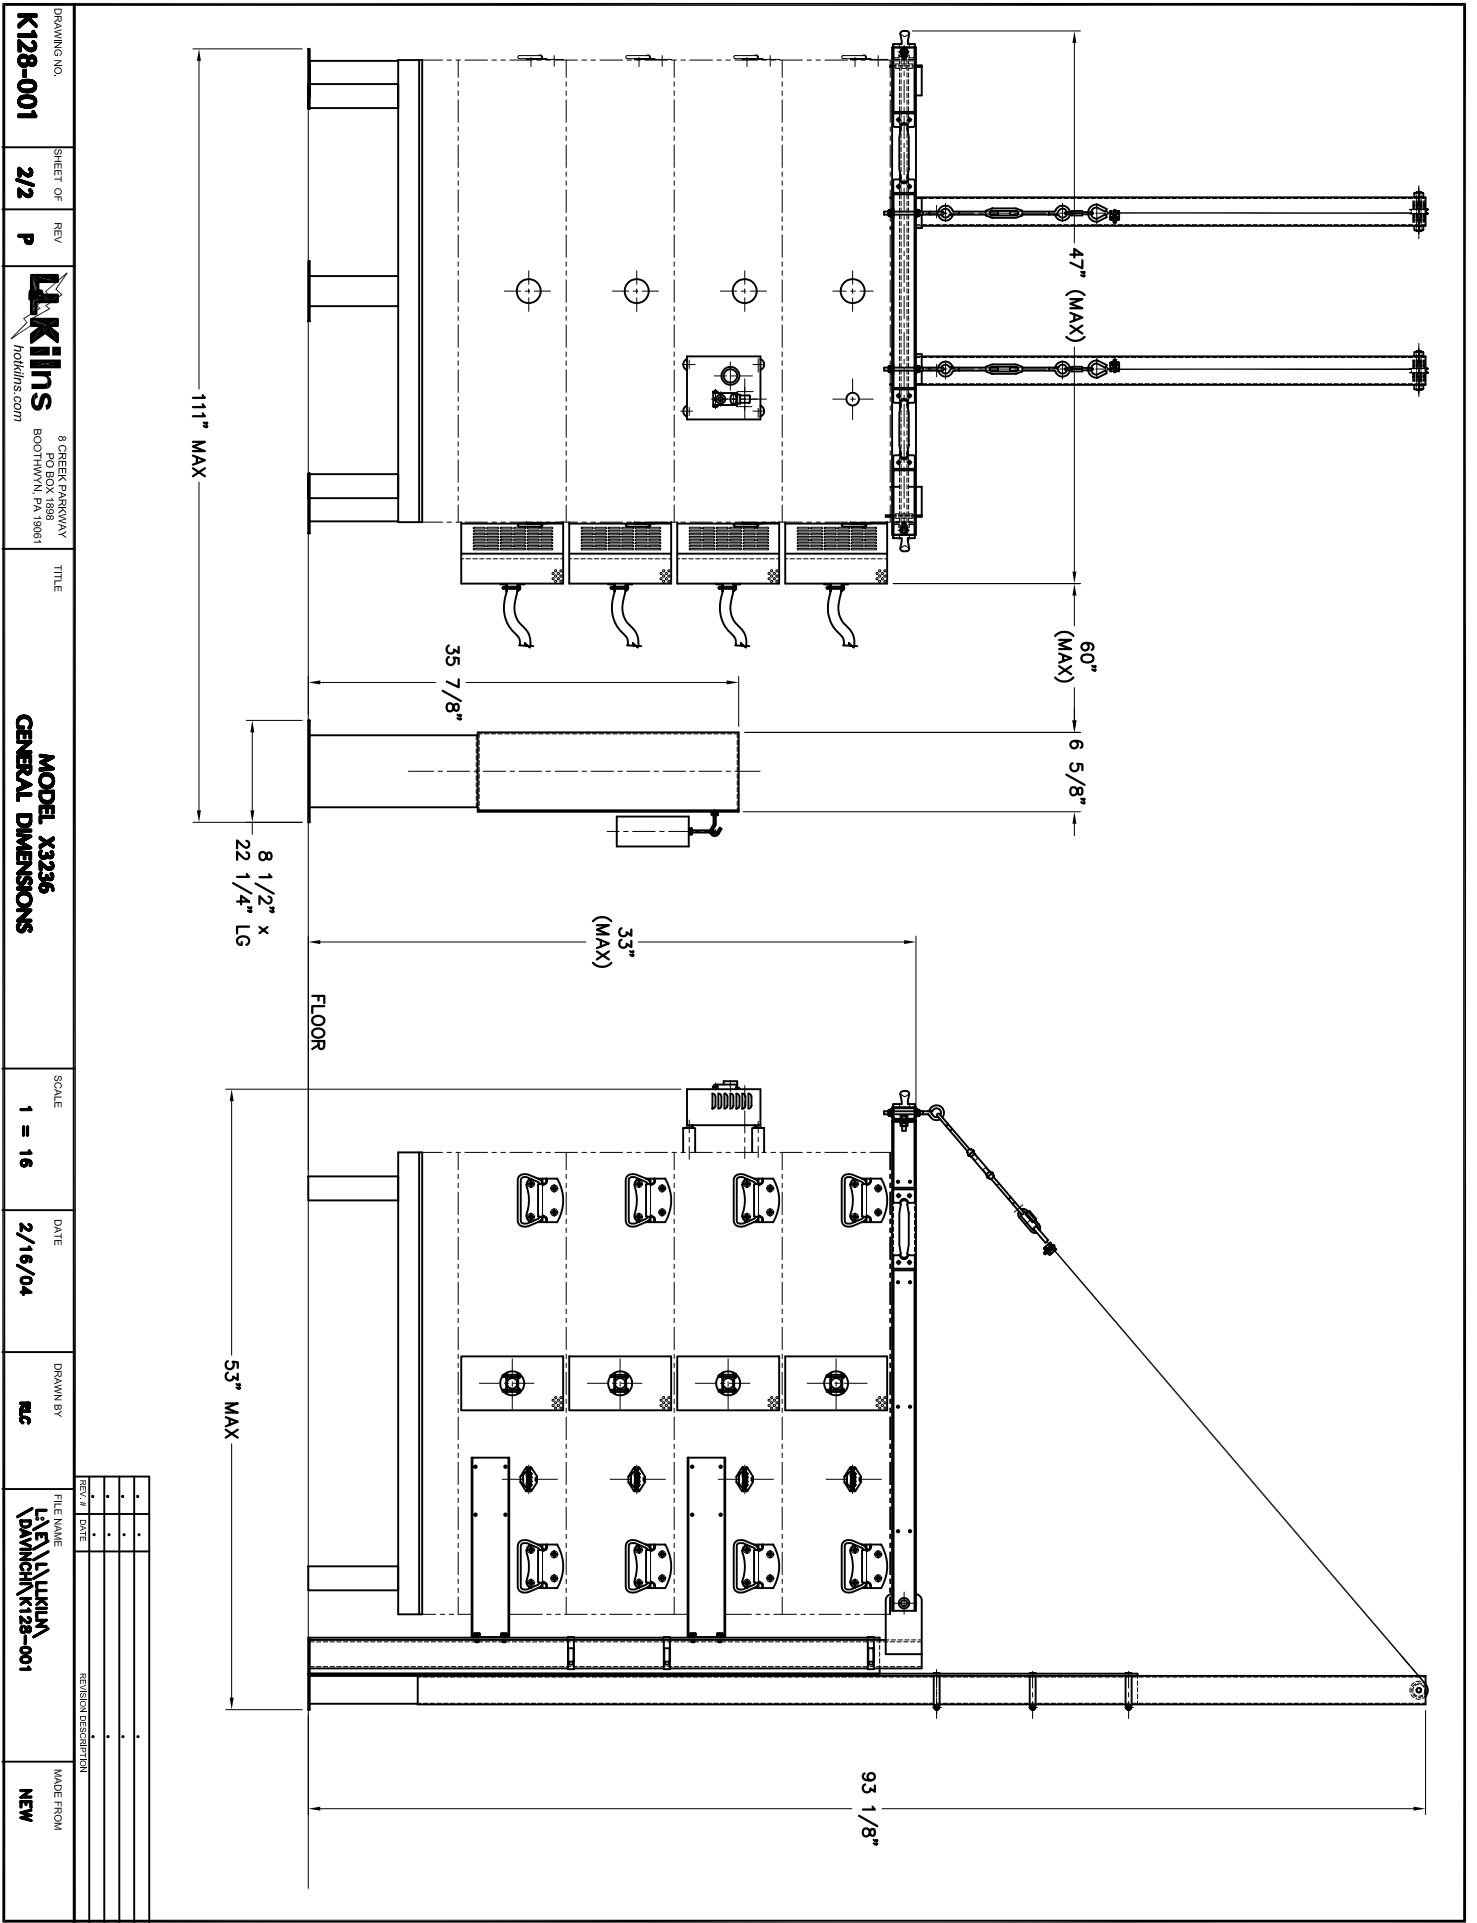 47" (MAX)
60"
(MAX)
6 5/8"
35 7/8"
111" MAX
8 1/2" x
22 1/4" LG
33"
(MAX)
FLOOR
53" MAX
93 1/8"
REV. #
DATE
REVISION DESCRIPTION
DRAWING NO.
K128-001
SHEET OF
2/2
REV
P
L&LKilns
hotkilns.com
8 CREEK PARKWAY
PO BOX 1898
BOOTHWYN, PA 19061
TITLE
MODEL X3236
GENERAL DIMENSIONS
SCALE
1 = 16
DATE
2/16/04
DRAWN BY
RLC
FILE NAME
L:\E\L\LLKILN\
\DAVINCHI\K128-001
MADE FROM
NEW